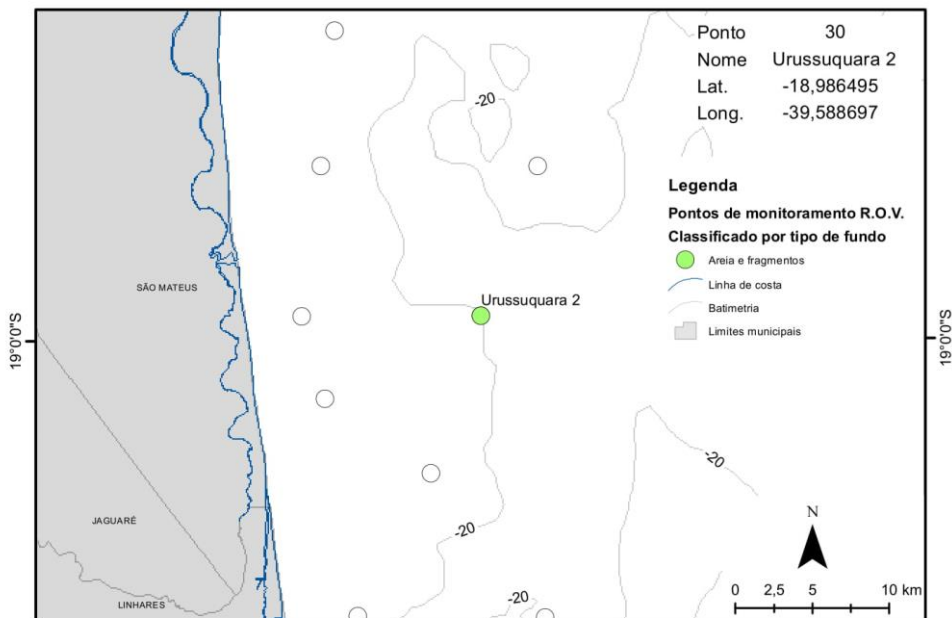 Ponto 30
Nome Urussuquara 2
Lat. -18,986495
Long. -39,588697
Legenda
Pontos de monitoramento R.O.V.
Classificado por tipo de fundo
Areia e fragmentos
Linha de costa
Batimetria
Limites municipais
-20
SÃO MATEUS
Urussuquara 2
19°0'0"S
19°0'0"S
-20
JAGUARÉ
-20
N
LINHARES
-20
0 2,5 5 10 km